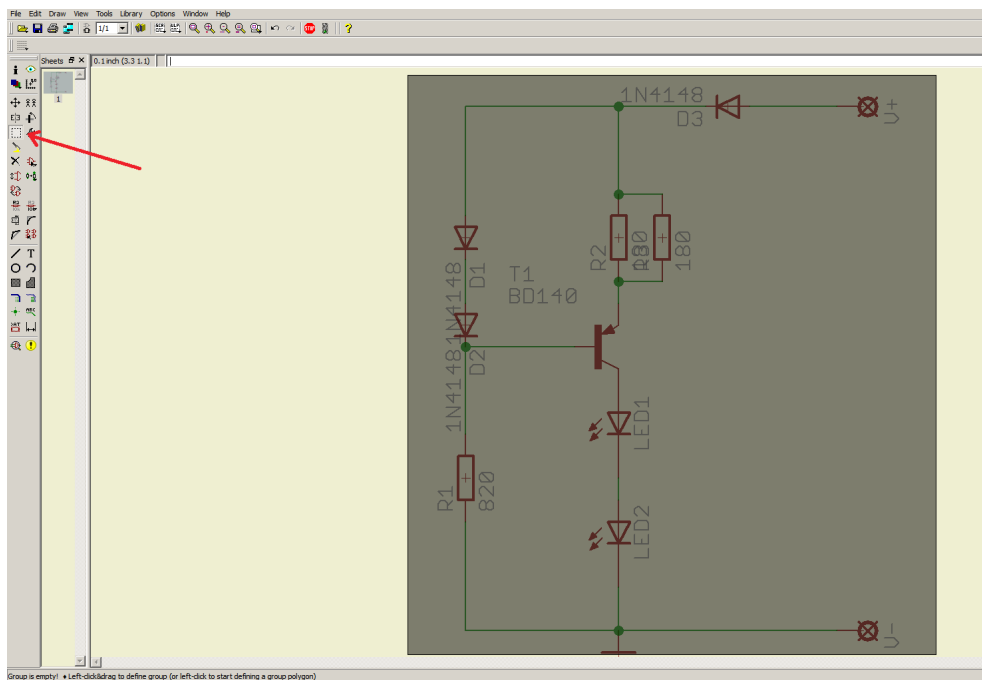 File Edit Draw View Tools Library Options Window Help
1/1
Sheets
0.1 inch (3.3 1.1)
1
1N4148
D3
V+
R2
180
180
D1
1N4148
T1
BD140
D2
1N4148
LED1
R1
820
LED2
V-
Group is empty! ♦ Left-click&drag to define group (or left-click to start defining a group polygon)